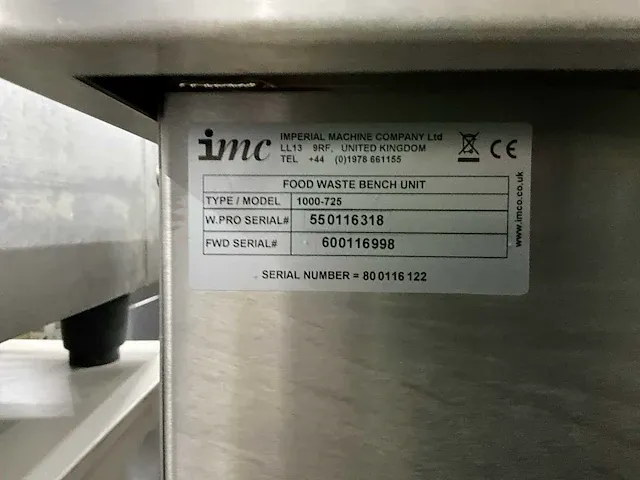 imc
IMPERIAL MACHINE COMPANY Ltd
LL13 9RF, UNITED KINGDOM
TEL +44 (0)1978 661155
CE
FOOD WASTE BENCH UNIT
TYPE / MODEL 1000-725
W.PRO SERIAL# 550116318
FWD SERIAL# 600116998
SERIAL NUMBER = 800116122
www.imco.co.uk